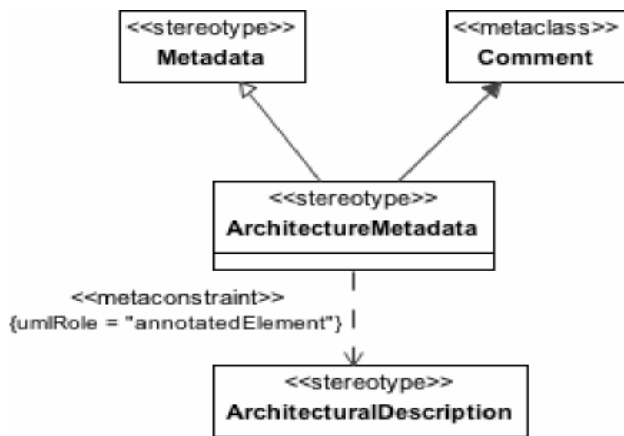 <<stereotype>>
Metadata
<<metaclass>>
Comment
<<stereotype>>
ArchitectureMetadata
<<metaconstraint>>
{umlRole = "annotatedElement"}
<<stereotype>>
ArchitecturalDescription